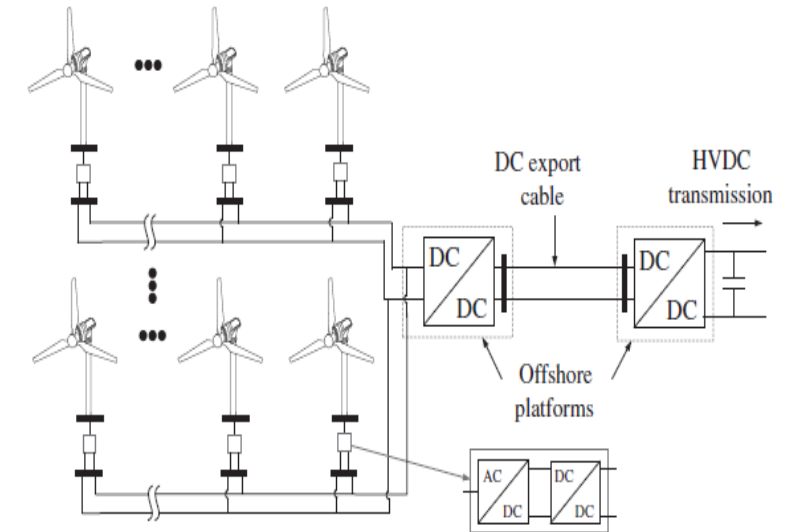 DC export
cable
HVDC
transmission
DC
DC
DC
DC
Offshore
platforms
AC
DC
DC
DC